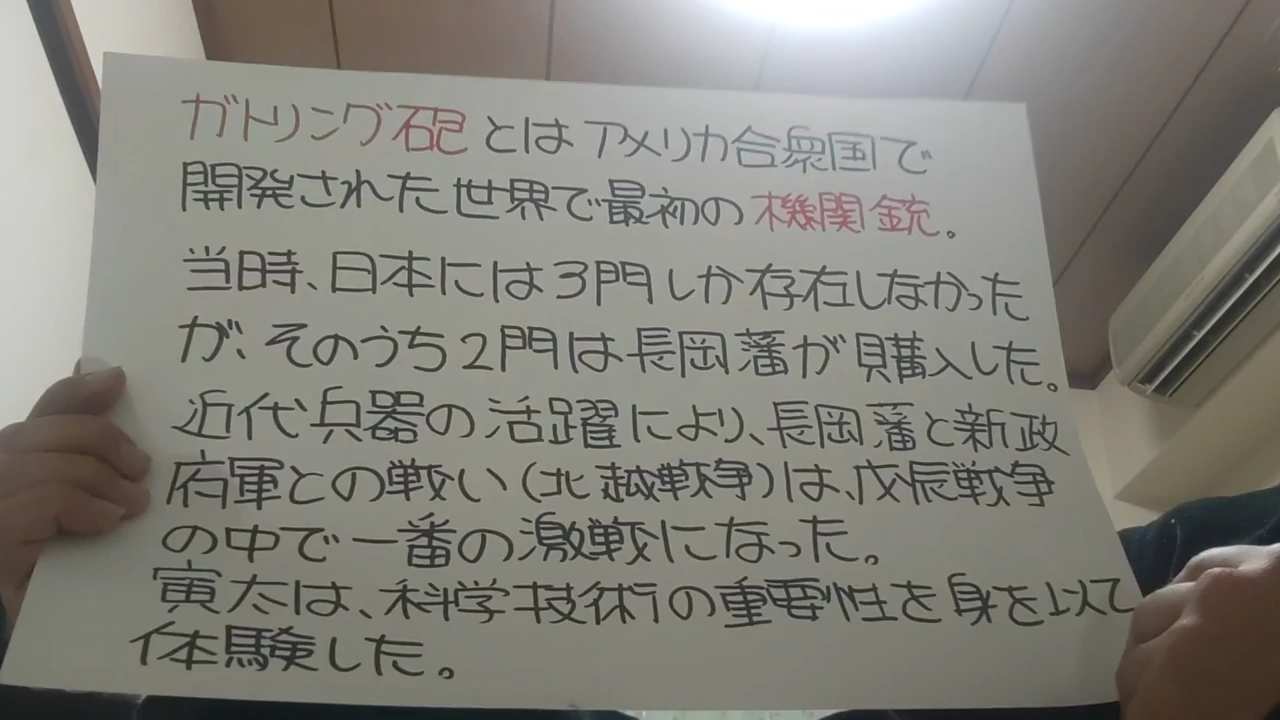 ガトリング砲とはアメリカ合衆国で
開発された世界で最初の機関銃。
当時、日本には3門しか存在しなかった
が、そのうち2門は長岡藩が購入した。
近代兵器の活躍により、長岡藩と新政
府軍との戦い(北越戦争)は、戊辰戦争
の中で一番の激戦になった。
寅太は、科学技術の重要性を身を以て
体験した。